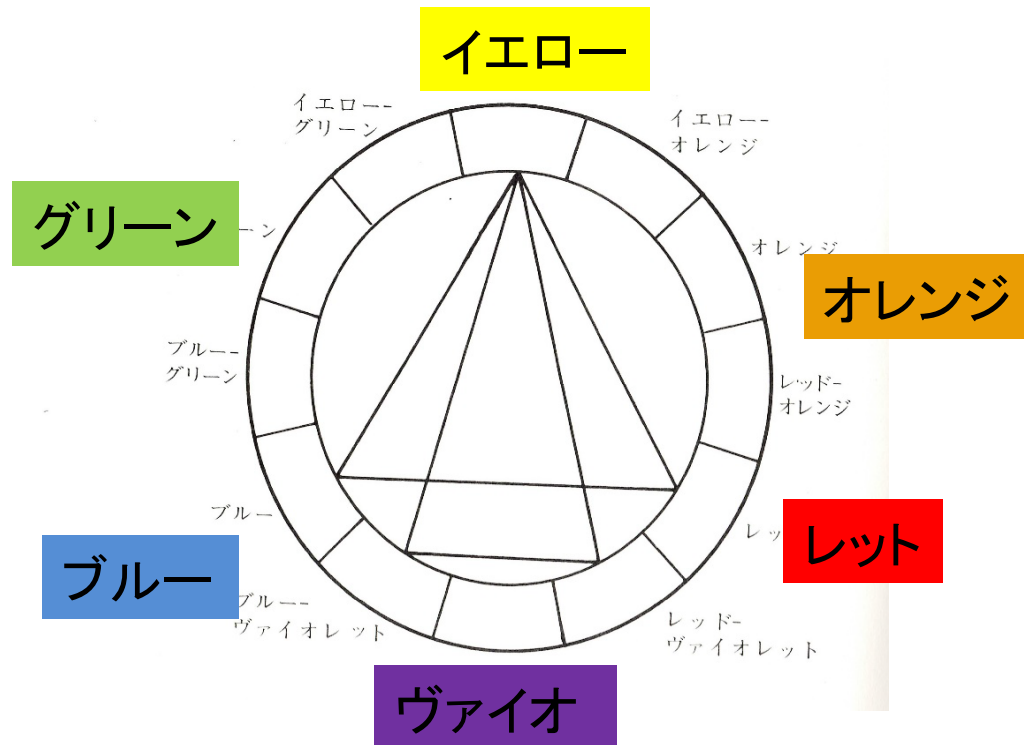 イエロー
イエロー-
グリーン
イエロー-
オレンジ
グリーン
ーン
オレンジ
オレンジ
ブルー-
グリーン
レッド-
オレンジ
ブルー
レッ
レット
ブルー
ブルー-
ヴァイオレット
レッド-
ヴァイオレット
ヴァイオ